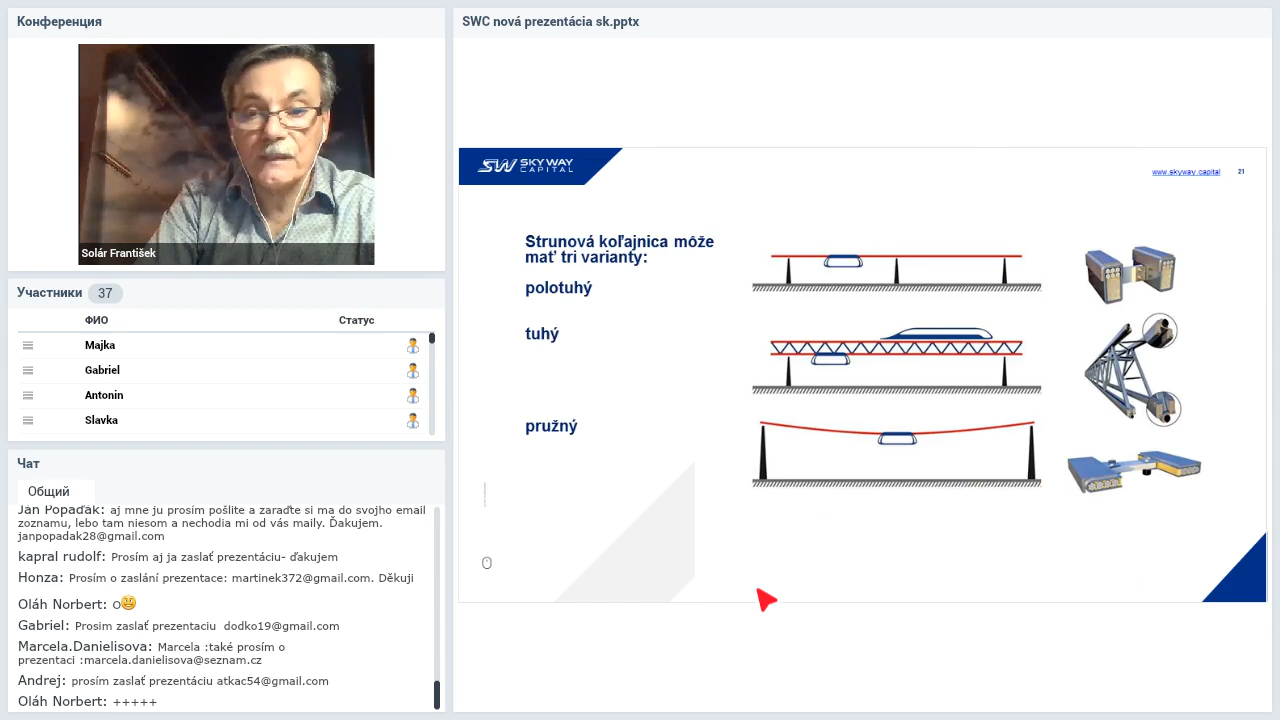 Конференция
Solár František
Участники 37
ФИО Статус
Majka
Gabriel
Antonin
Slavka
Чат
Общий
Ján Popaďák: aj mne ju prosím pošlite a zaraďte si ma do svojho email
zoznamu, lebo tam niesom a nechodia mi od vás maily. Ďakujem.
janpopadak28@gmail.com
kapral rudolf: Prosím aj ja zaslať prezentáciu- ďakujem
Honza: Prosím o zaslání prezentace: martinek372@gmail.com. Děkuji
Oláh Norbert: O
Gabriel: Prosim zaslať prezentaciu dodko19@gmail.com
Marcela.Danielisova: Marcela :také prosím o
prezentaci :marcela.danielisova@seznam.cz
Andrej: prosím zaslať prezentáciu atkac54@gmail.com
Oláh Norbert: +++++
SWC nová prezentácia sk.pptx
SW SKY WAY
CAPITAL
www.skyway.capital 21
Strunová koľajnica môže
mať tri varianty:
polotuhý
tuhý
pružný